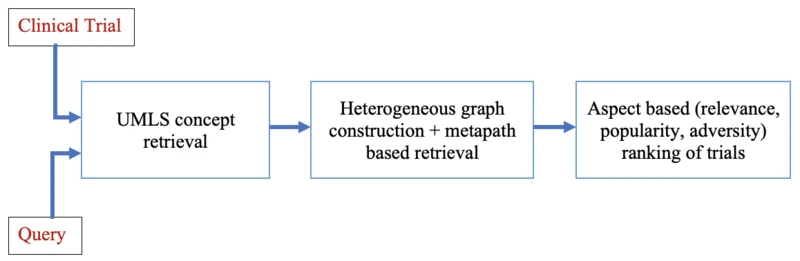 Clinical Trial
UMLS concept
retrieval
Heterogeneous graph
construction + metapath
based retrieval
Aspect based (relevance,
popularity, adversity)
ranking of trials
Query